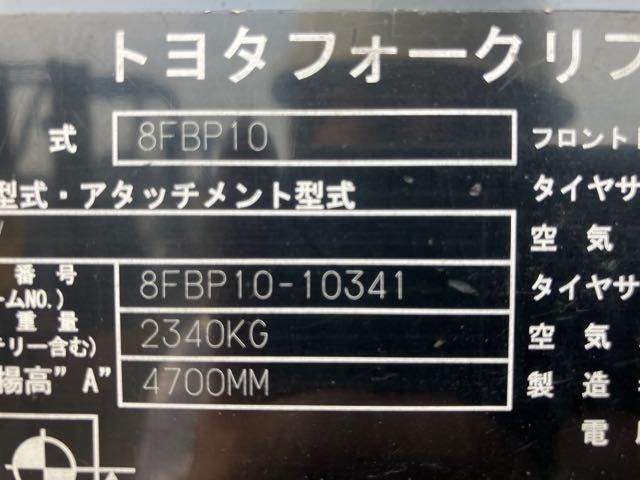 トヨタフォークリフ
式 8FBP10 フロント
型式・アタッチメント型式 タイヤサ
空気
番号 8FBP10-10341 タイヤサ
ームNO.)
重量 2340KG 空気
テリー含む)
揚高"A" 4700MM 製造
電